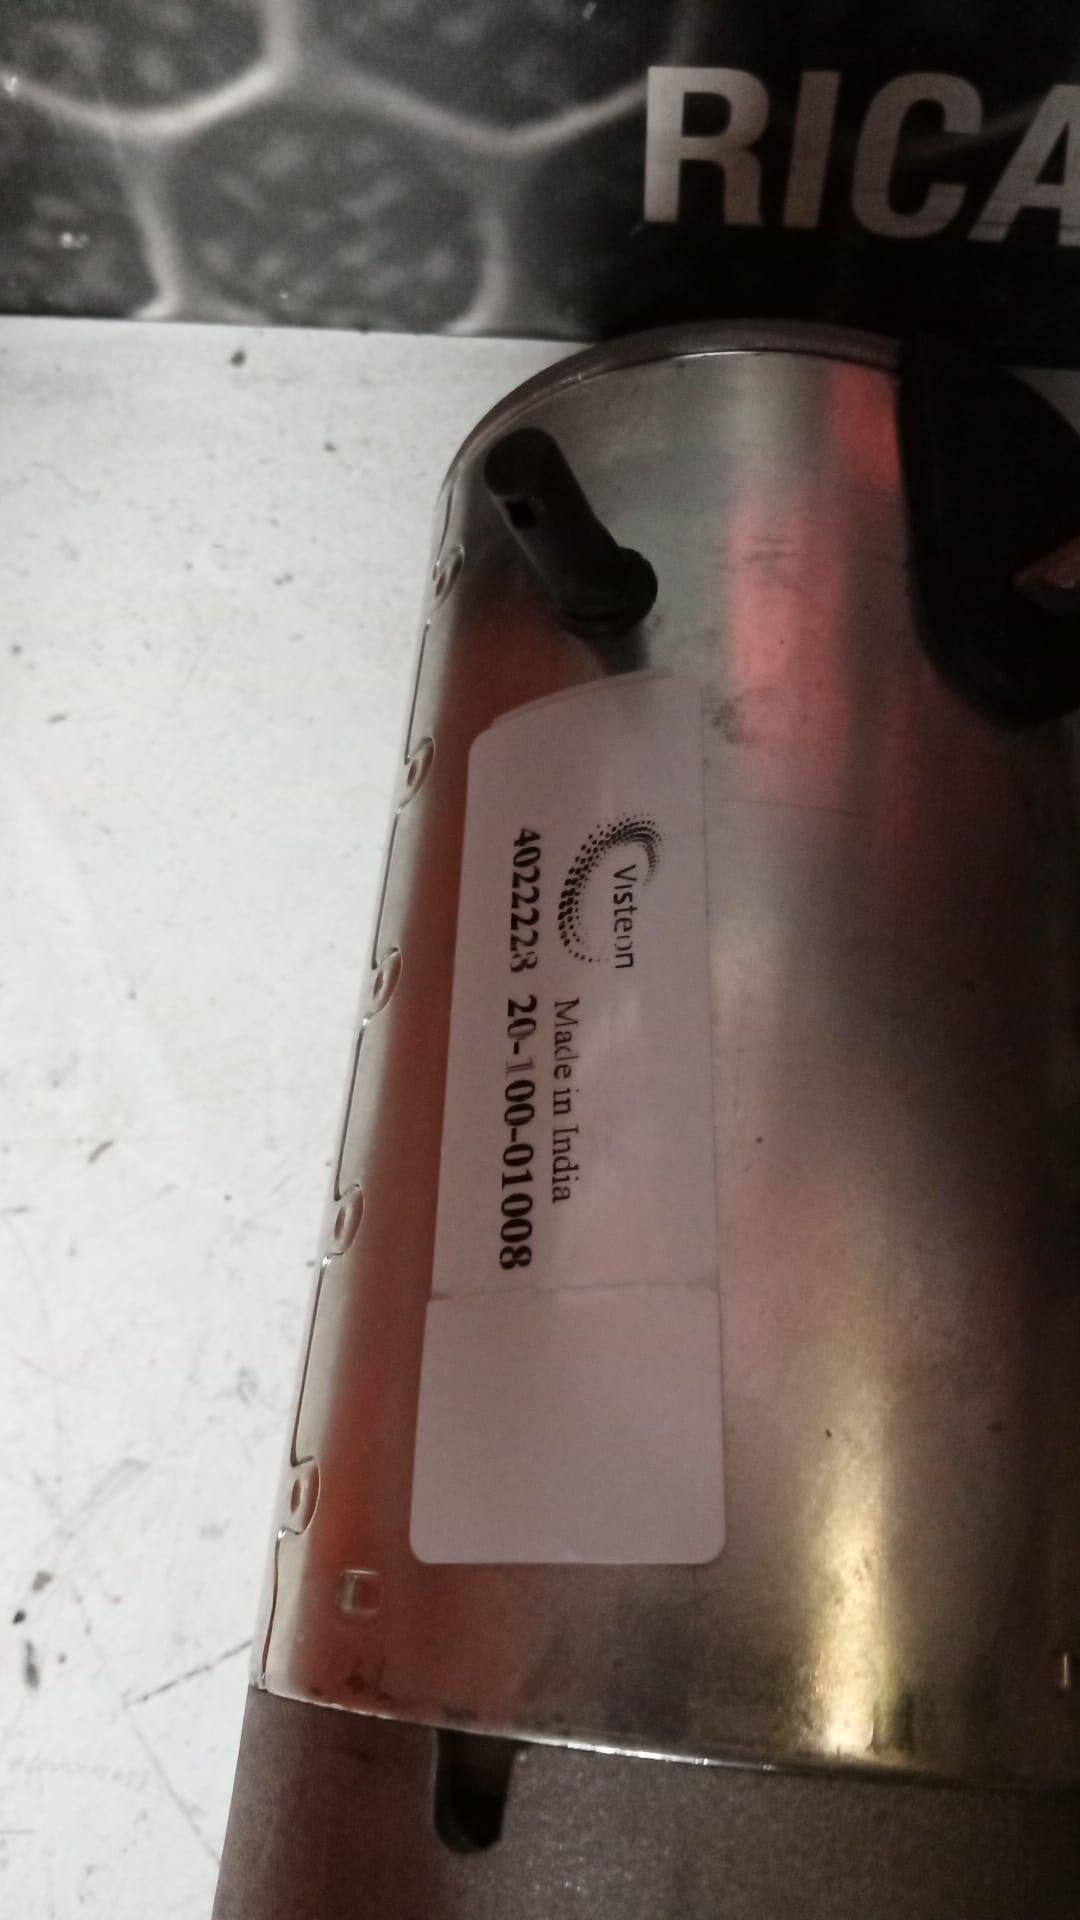 RICA
Visteon
Made in India
4022228 20-100-01008